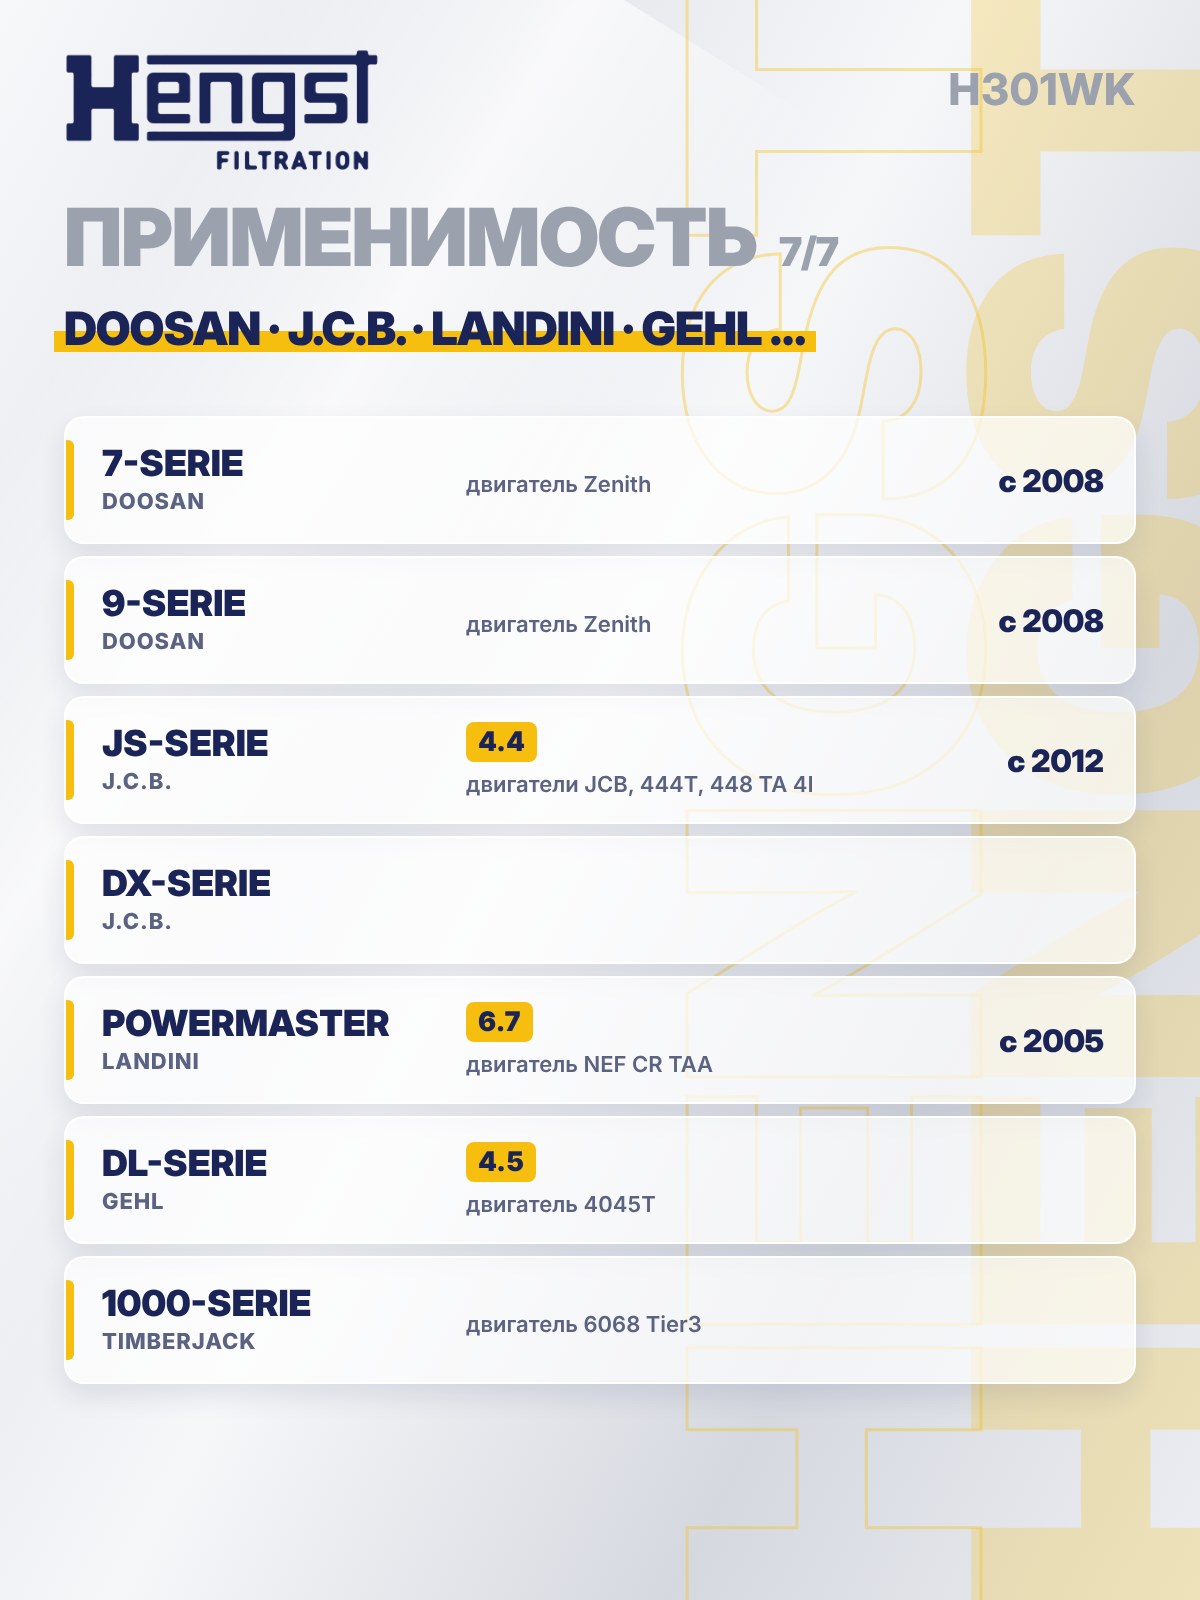 Hengst
FILTRATION
H301WK
ПРИМЕНИМОСТЬ 7/7
DOOSAN · J.C.B. · LANDINI · GEHL ...
7-SERIE
DOOSAN
двигатель Zenith
с 2008
9-SERIE
DOOSAN
двигатель Zenith
с 2008
JS-SERIE
J.C.B.
4.4
двигатели JCB, 444T, 448 TA 4I
с 2012
DX-SERIE
J.C.B.
POWERMASTER
LANDINI
6.7
двигатель NEF CR TAA
с 2005
DL-SERIE
GEHL
4.5
двигатель 4045T
1000-SERIE
TIMBERJACK
двигатель 6068 Tier3
HENGST
HENGST